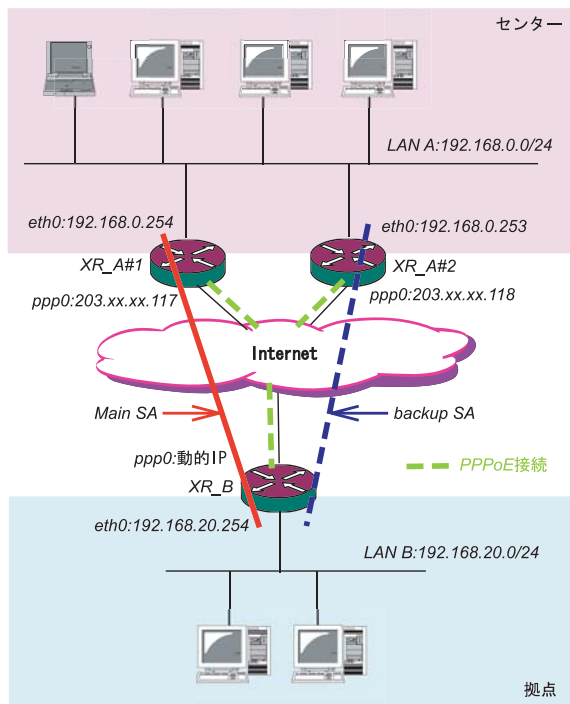 センター
LAN A:192.168.0.0/24
eth0:192.168.0.254
eth0:192.168.0.253
XR_A#1
XR_A#2
ppp0:203.xx.xx.117
ppp0:203.xx.xx.118
Internet
Main SA
backup SA
ppp0:動的IP
PPPoE接続
XR_B
eth0:192.168.20.254
LAN B:192.168.20.0/24
拠点